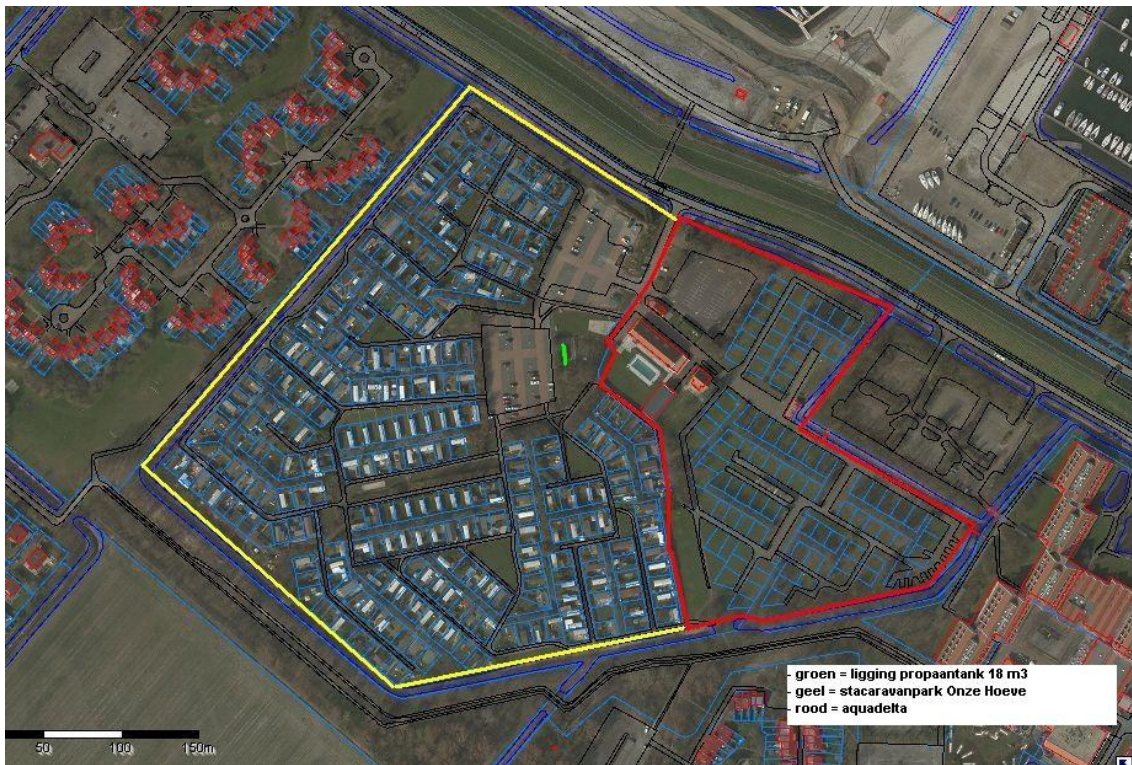 - groen = ligging propaantank 18 m3
geel = stacaravanpark Onze Hoeve
- rood = aquadelta
50 100 150m